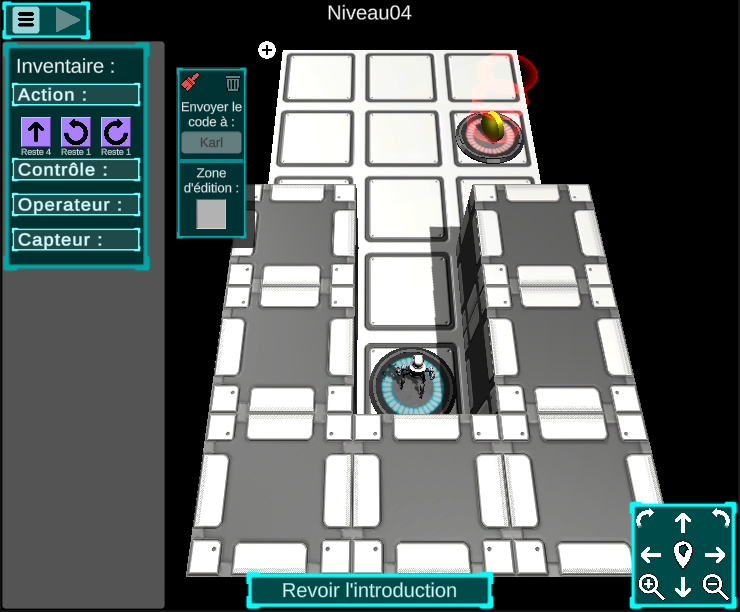 Niveau04
Inventaire :
Action :
Reste 4 Reste 1 Reste 1
Contrôle :
Operateur :
Capteur :
Envoyer le
code à :
Karl
Zone
d'édition :
Revoir l'introduction